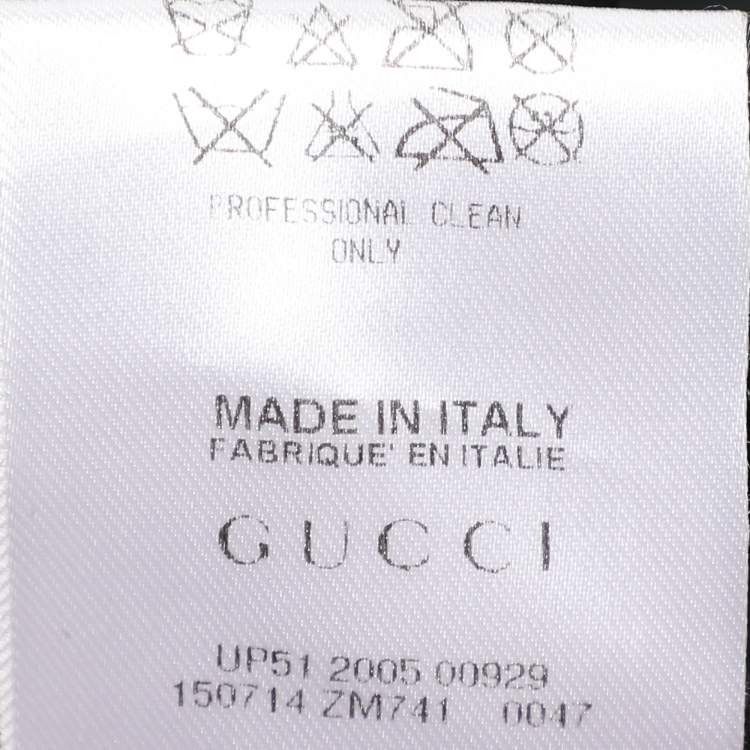 PROFESSIONAL CLEAN
ONLY
MADE IN ITALY
FABRIQUE' EN ITALIE
GUCCI
UP51 2005 00929
150714 ZM741 0047